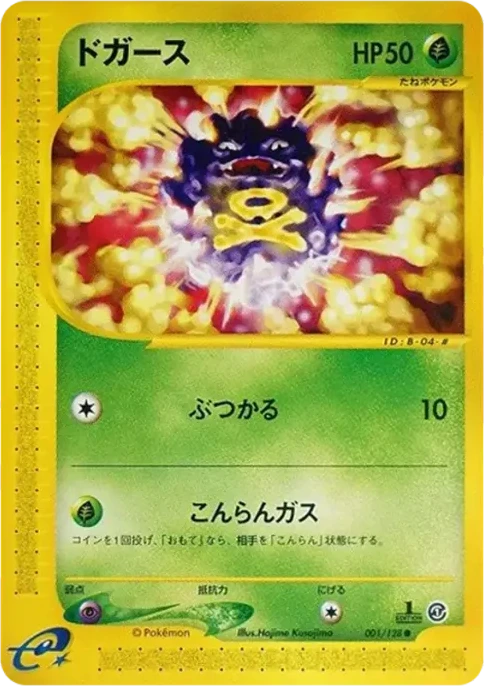 ドガース HP50
たねポケモン
ID:B-04-#
ぶつかる 10
こんらんガス
コインを1回投げ、「おもて」なら、相手を「こんらん」状態にする。
弱点 抵抗力 にげる
©Pokémon Illus.Hajime Kusajima 001/128●
1 EDITION
e